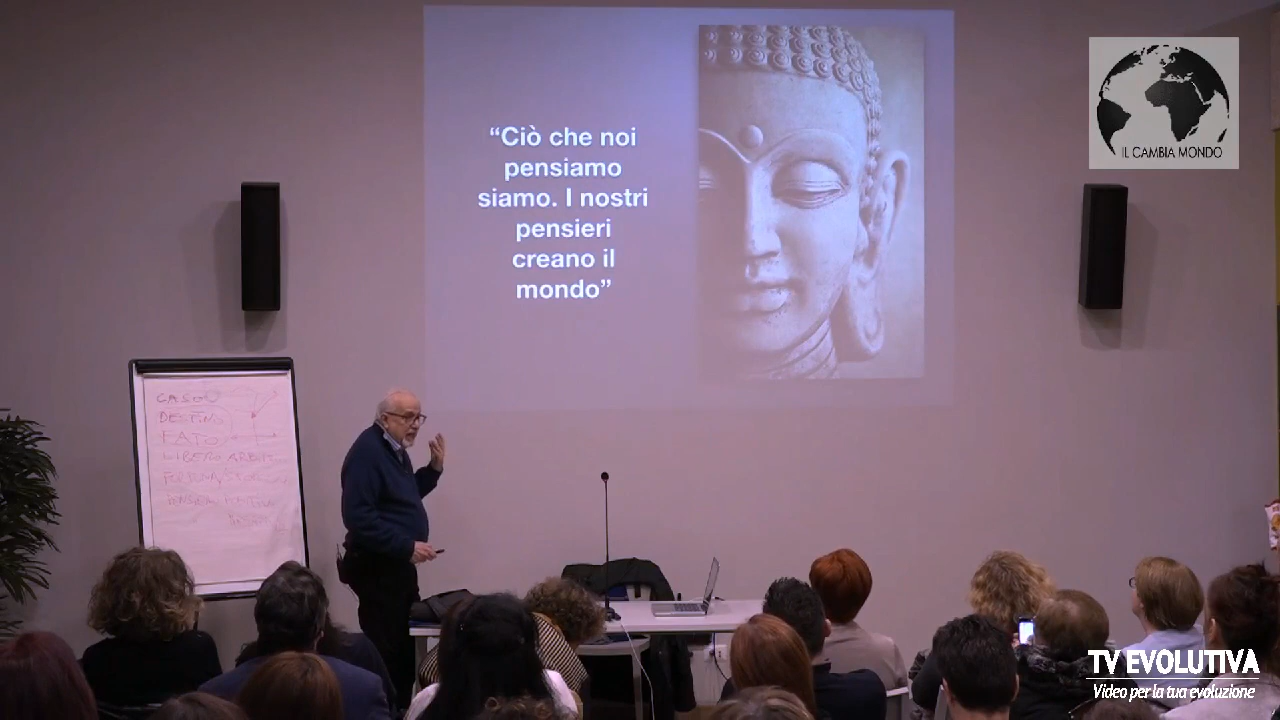 “Ciò che noi
pensiamo
siamo. I nostri
pensieri
creano il
mondo”
IL CAMBIA MONDO
CASO
DESTINO
FATO
LIBERO
TV EVOLUTIVA
Video per la tua evoluzione